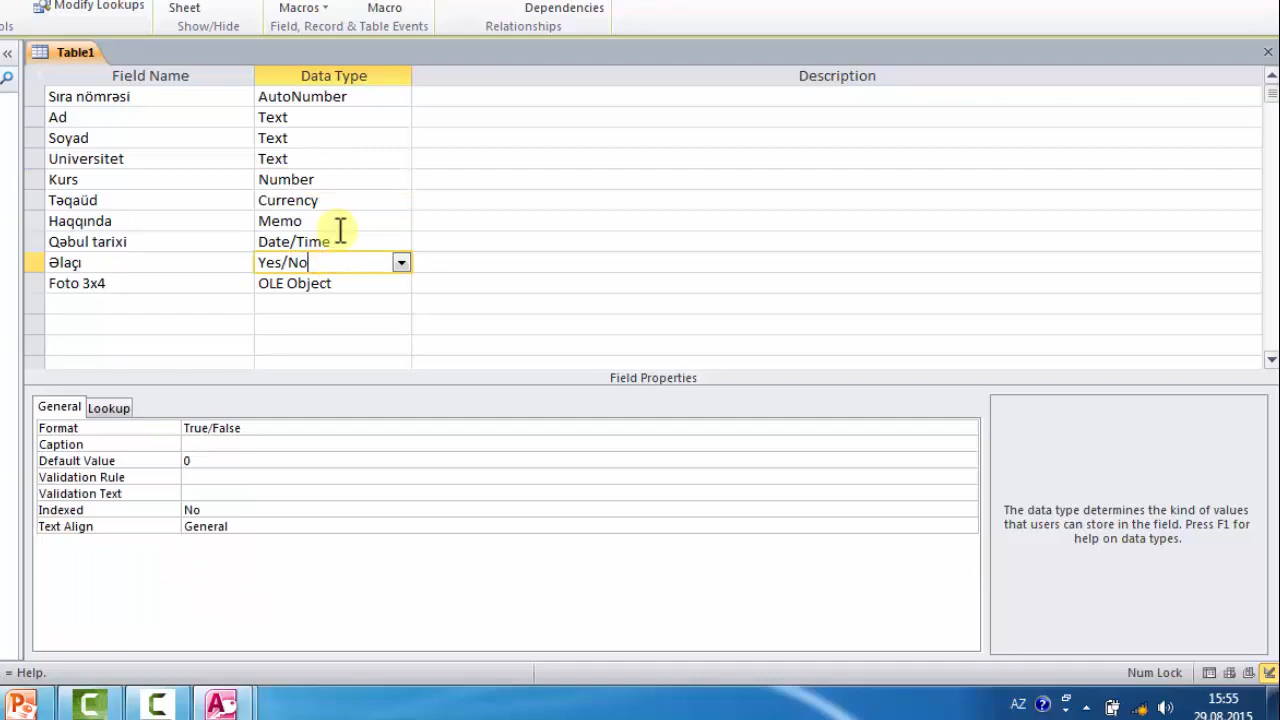 Modify Lookups
Sheet
Macros
Macro
Dependencies
ols
Show/Hide
Field, Record & Table Events
Relationships
Table1
Field Name Data Type Description
Sıra nömrəsi AutoNumber
Ad Text
Soyad Text
Universitet Text
Kurs Number
Təqaüd Currency
Haqqında Memo
Qəbul tarixi Date/Time
Əlaçı Yes/No
Foto 3x4 OLE Object
Field Properties
General Lookup
Format True/False
Caption
Default Value 0
Validation Rule
Validation Text
Indexed No
Text Align General
The data type determines the kind of values
that users can store in the field. Press F1 for
help on data types.
= Help.
Num Lock
AZ
15:55
29.08.2015